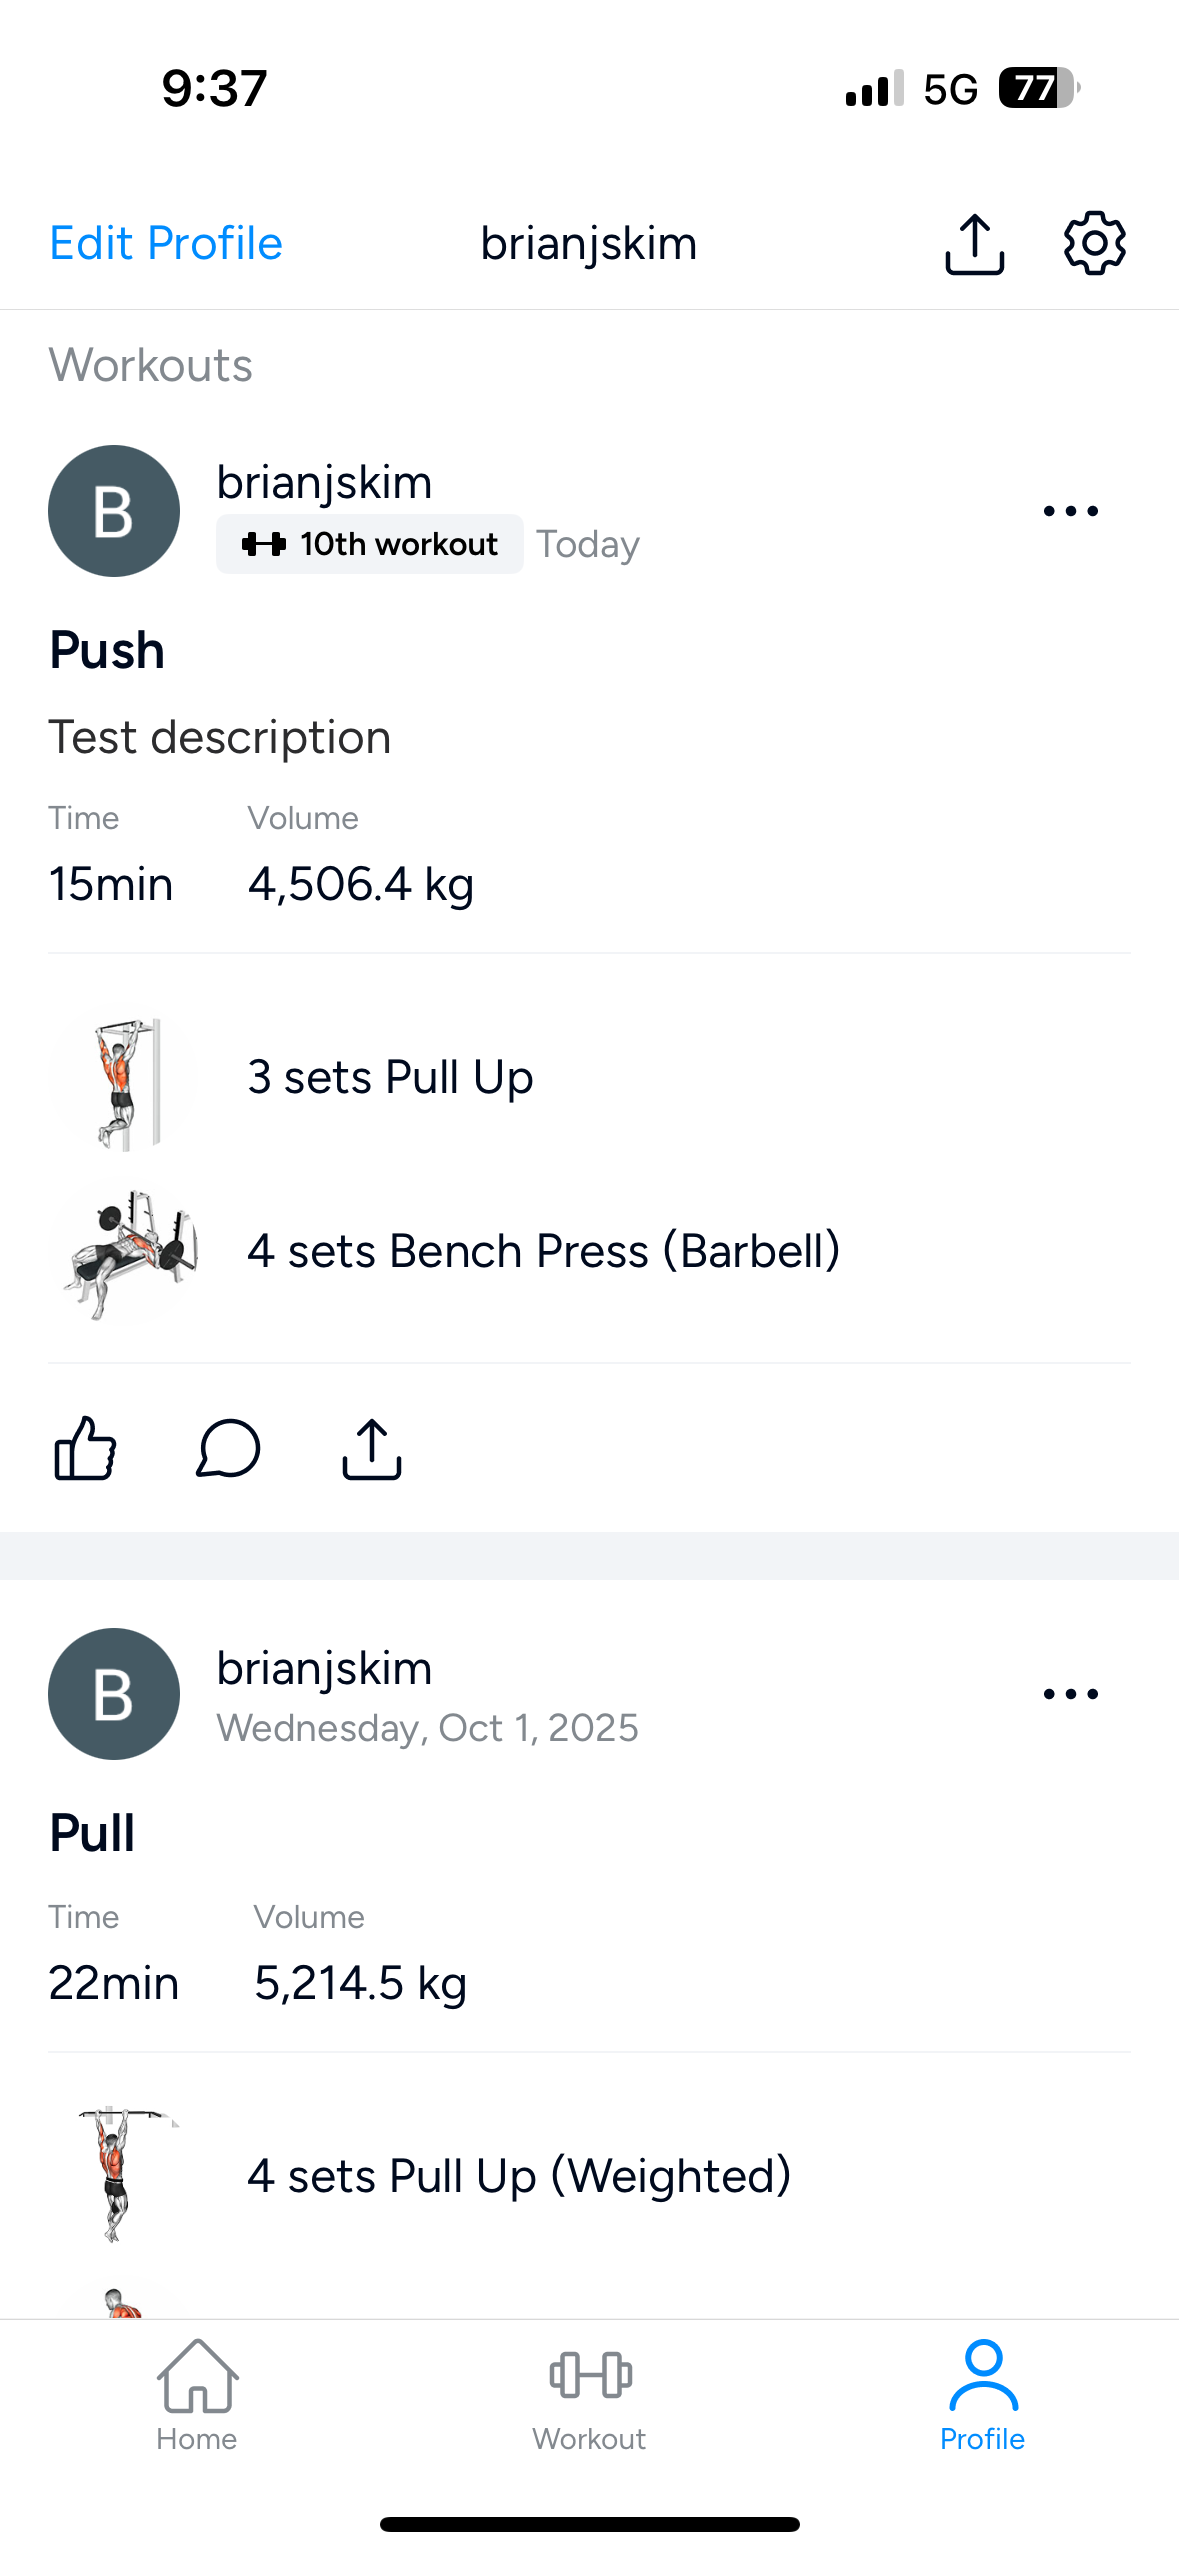 9:37
5G 77
Edit Profile brianjskim
Workouts
B brianjskim
10th workout Today
Push
Test description
Time Volume
15min 4,506.4 kg
3 sets Pull Up
4 sets Bench Press (Barbell)
B brianjskim
Wednesday, Oct 1, 2025
Pull
Time Volume
22min 5,214.5 kg
4 sets Pull Up (Weighted)
Home Workout Profile